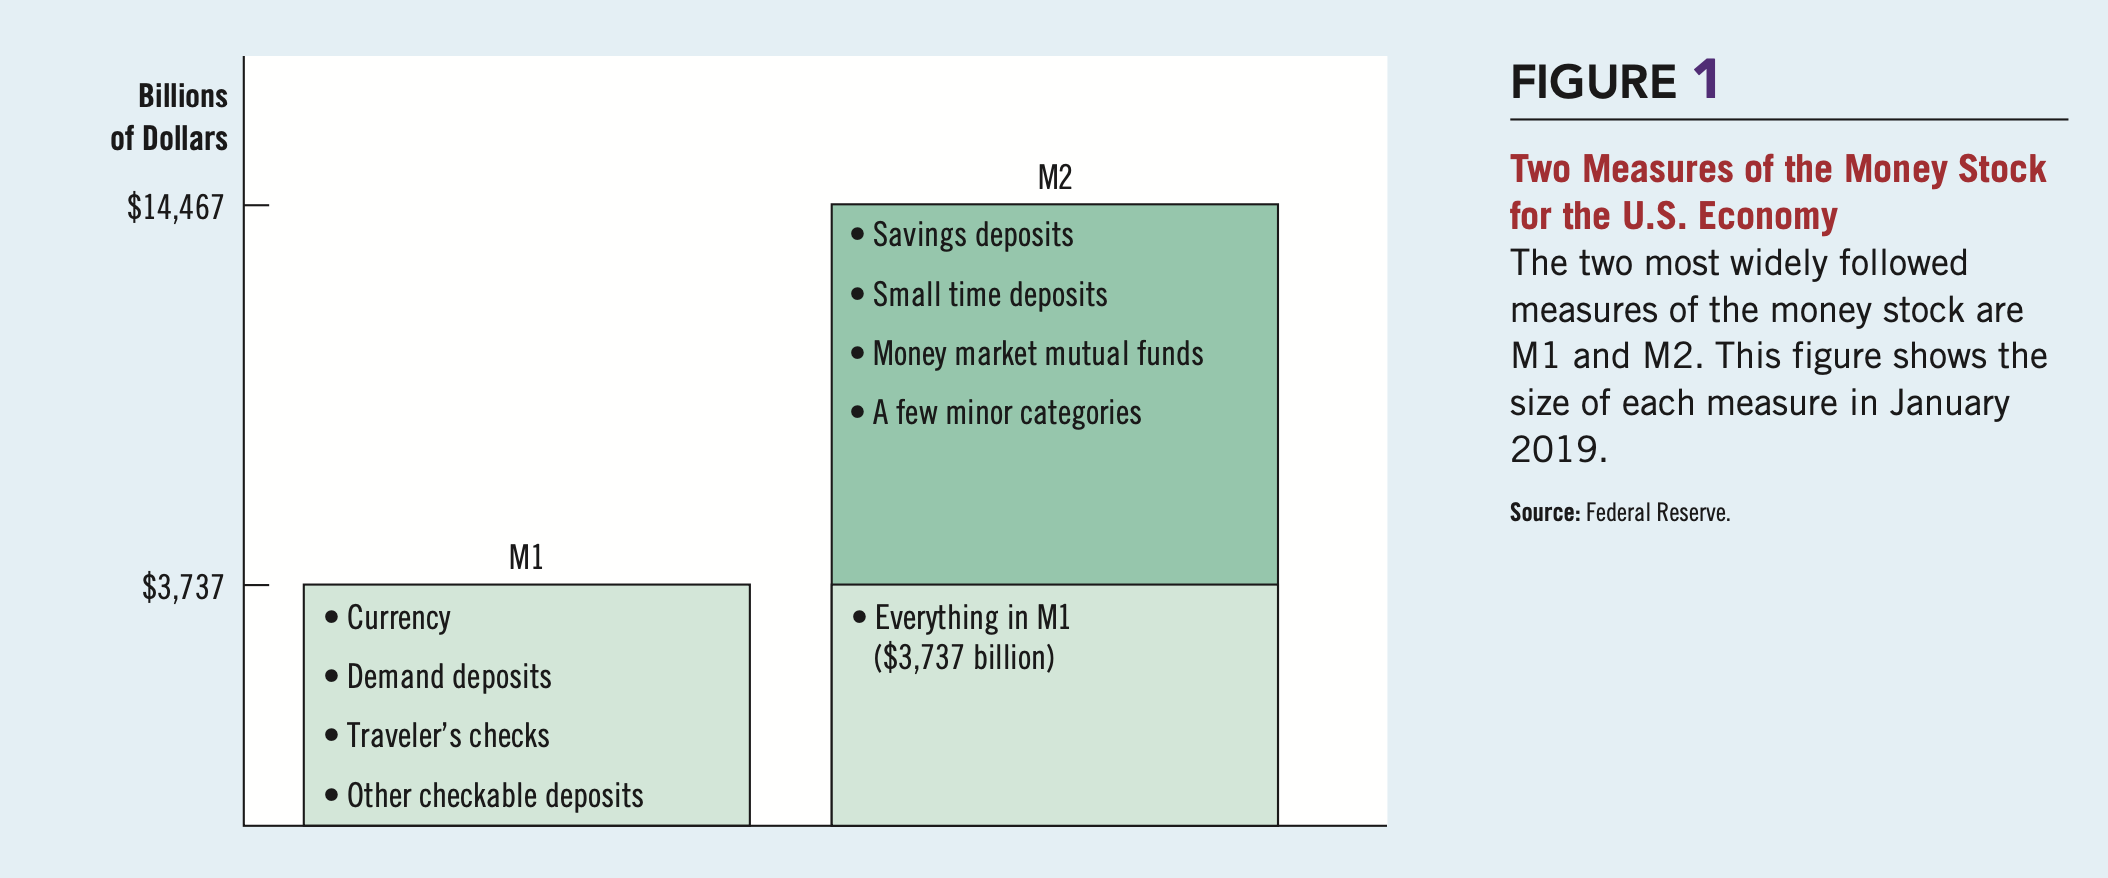 Billions
of Dollars
$14,467
$3,737
M1
• Currency
• Demand deposits
• Traveler’s checks
• Other checkable deposits
M2
• Savings deposits
• Small time deposits
• Money market mutual funds
• A few minor categories
• Everything in M1
($3,737 billion)
FIGURE 1
Two Measures of the Money Stock
for the U.S. Economy
The two most widely followed
measures of the money stock are
M1 and M2. This figure shows the
size of each measure in January
2019.
Source: Federal Reserve.